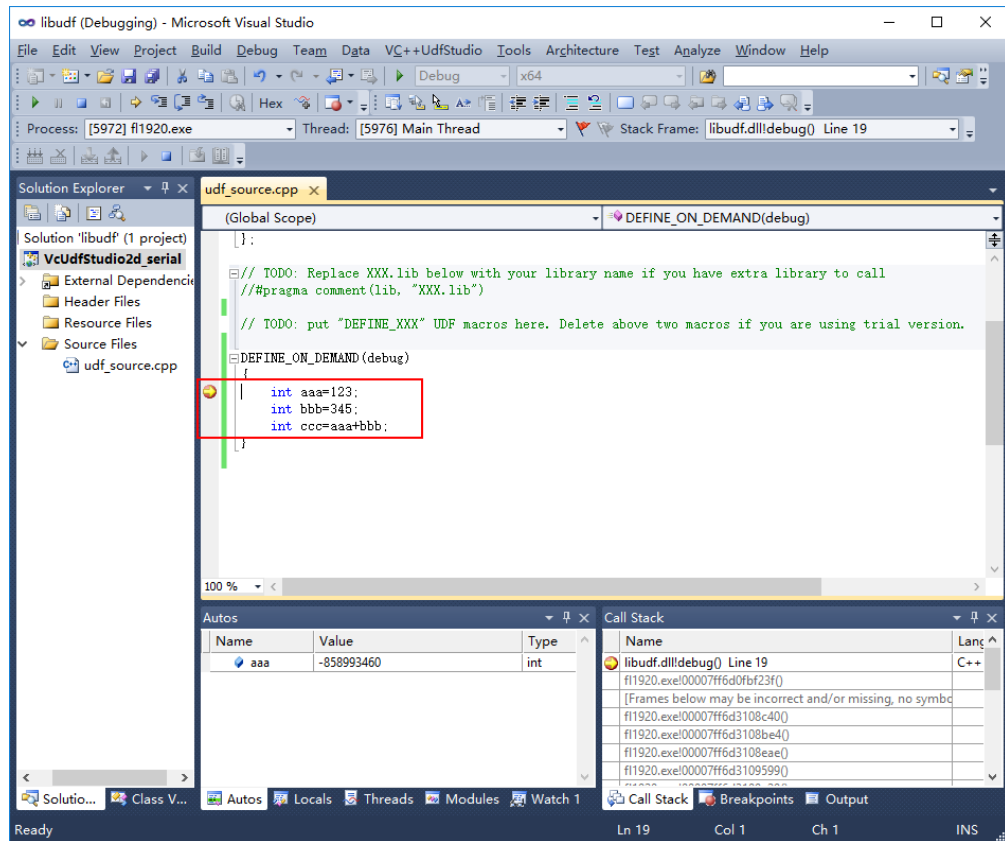 libudf (Debugging) - Microsoft Visual Studio
File Edit View Project Build Debug Team Data VC++UdfStudio Tools Architecture Test Analyze Window Help
Debug x64
Hex
Process: [5972] fl1920.exe Thread: [5976] Main Thread Stack Frame: libudf.dll!debug() Line 19
Solution Explorer
udf_source.cpp
(Global Scope) DEFINE_ON_DEMAND(debug)
Solution 'libudf' (1 project)
VcUdfStudio2d_serial
External Dependencie
Header Files
Resource Files
Source Files
udf_source.cpp
};
// TODO: Replace XXX.lib below with your library name if you have extra library to call
//#pragma comment(lib, "XXX.lib")
// TODO: put "DEFINE_XXX" UDF macros here. Delete above two macros if you are using trial version.
DEFINE_ON_DEMAND(debug)
{
int aaa=123;
int bbb=345;
int ccc=aaa+bbb;
}
100 %
Autos
Name Value Type
aaa -858993460 int
Call Stack
Name Lang
libudf.dll!debug() Line 19 C++
fl1920.exe!00007ff6d0fbf23f()
[Frames below may be incorrect and/or missing, no symbo
fl1920.exe!00007ff6d3108c40()
fl1920.exe!00007ff6d3108be4()
fl1920.exe!00007ff6d3108eae()
fl1920.exe!00007ff6d3109599()
Solutio... Class V...
Autos Locals Threads Modules Watch 1
Call Stack Breakpoints Output
Ready Ln 19 Col 1 Ch 1 INS